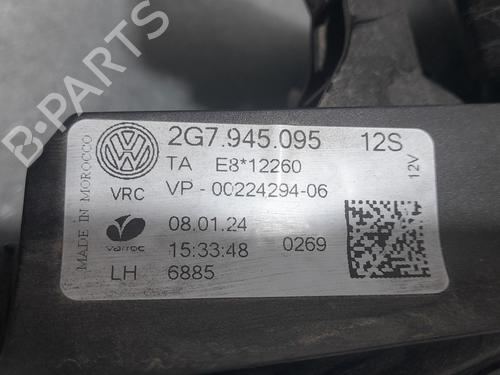 2G7.945.095 12S
TA E8*12260
VRC VP - 00224294-06
12V
MADE IN MOROCCO
varroc
08.01.24
15:33:48 0269
LH 6885
B-PARTS